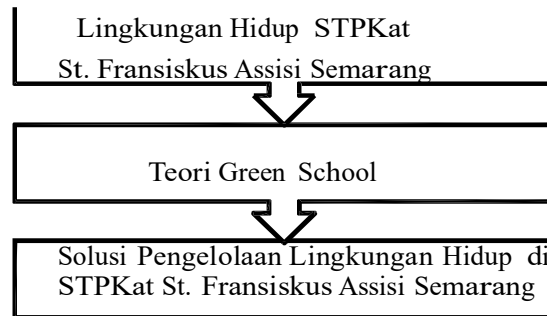 Lingkungan Hidup STPKat
St. Fransiskus Assisi Semarang
Teori Green School
Solusi Pengelolaan Lingkungan Hidup di
STPKat St. Fransiskus Assisi Semarang